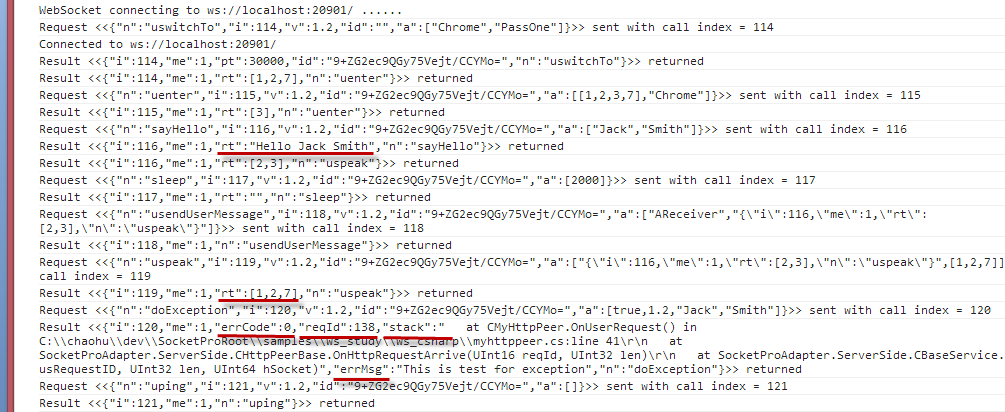 WebSocket connecting to ws://localhost:20901/ ......
Request <<{"n":"uswitchTo","i":114,"v":1.2,"id":"","a":["Chrome","PassOne"]}>> sent with call index = 114
Connected to ws://localhost:20901/
Result <<{"i":114,"me":1,"pt":30000,"id":"9+ZG2ec9QGy75Vejt/CCYMo=","n":"uswitchTo"}>> returned
Result <<{"i":114,"me":1,"rt":[1,2,7],"n":"uenter"}>> returned
Request <<{"n":"uenter","i":115,"v":1.2,"id":"9+ZG2ec9QGy75Vejt/CCYMo=","a":[[1,2,3,7],"Chrome"]}>> sent with call index = 115
Result <<{"i":115,"me":1,"rt":[3],"n":"uenter"}>> returned
Request <<{"n":"sayHello","i":116,"v":1.2,"id":"9+ZG2ec9QGy75Vejt/CCYMo=","a":["Jack","Smith"]}>> sent with call index = 116
Result <<{"i":116,"me":1,"rt":"Hello Jack Smith","n":"sayHello"}>> returned
Result <<{"i":116,"me":1,"rt":[2,3],"n":"uspeak"}>> returned
Request <<{"n":"sleep","i":117,"v":1.2,"id":"9+ZG2ec9QGy75Vejt/CCYMo=","a":[2000]}>> sent with call index = 117
Result <<{"i":117,"me":1,"rt":"","n":"sleep"}>> returned
Request <<{"n":"usendUserMessage","i":118,"v":1.2,"id":"9+ZG2ec9QGy75Vejt/CCYMo=","a":["AReceiver","{\"i\":116,\"me\":1,\"rt\":
[2,3],\"n\":\"uspeak\"}"]}>> sent with call index = 118
Result <<{"i":118,"me":1,"n":"usendUserMessage"}>> returned
Request <<{"n":"uspeak","i":119,"v":1.2,"id":"9+ZG2ec9QGy75Vejt/CCYMo=","a":["{\"i\":116,\"me\":1,\"rt\":[2,3],\"n\":\"uspeak\"}",[1,2,7]]
call index = 119
Result <<{"i":119,"me":1,"rt":[1,2,7],"n":"uspeak"}>> returned
Request <<{"n":"doException","i":120,"v":1.2,"id":"9+ZG2ec9QGy75Vejt/CCYMo=","a":[true,1.2,"Jack","Smith"]}>> sent with call index = 120
Result <<{"i":120,"me":1,"errCode":0,"reqId":138,"stack":"   at CMyHttpPeer.OnUserRequest() in
C:\\chaohu\\dev\\SocketProRoot\\samples\\ws_study\\ws_csharp\\myhttppeer.cs:line 41\r\n   at
SocketProAdapter.ServerSide.CHttpPeerBase.OnHttpRequestArrive(UInt16 reqId, UInt32 len)\r\n   at SocketProAdapter.ServerSide.CBaseService.
usRequestID, UInt32 len, UInt64 hSocket)","errMsg":"This is test for exception","n":"doException"}>> returned
Request <<{"n":"uping","i":121,"v":1.2,"id":"9+ZG2ec9QGy75Vejt/CCYMo=","a":[]}>> sent with call index = 121
Result <<{"i":121,"me":1,"n":"uping"}>> returned